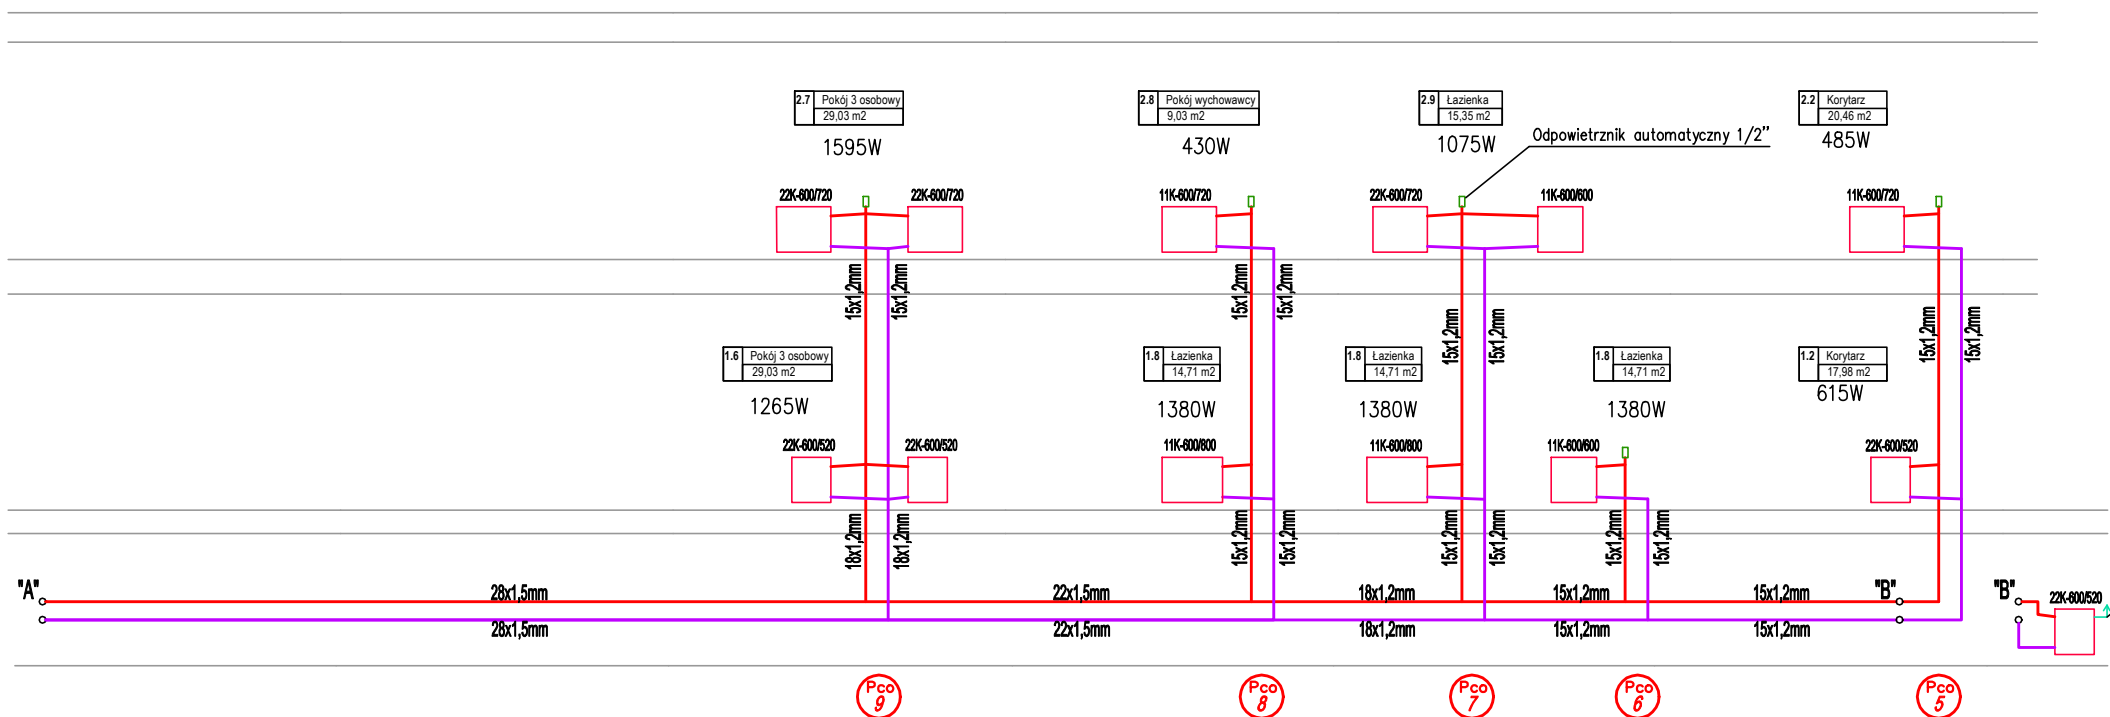 2.7 Pokój 3 osobowy
29,03 m2
1595W
2.8 Pokój wychowawcy
9,03 m2
430W
2.9 Łazienka
15,35 m2
1075W
Odpowietrznik automatyczny 1/2”
2.2 Korytarz
20,46 m2
485W
22K-600/720
22K-600/720
11K-600/720
22K-600/720
11K-600/600
11K-600/720
15x1,2mm
15x1,2mm
15x1,2mm
15x1,2mm
15x1,2mm
15x1,2mm
15x1,2mm
15x1,2mm
1.6 Pokój 3 osobowy
29,03 m2
1265W
1.8 Łazienka
14,71 m2
1380W
1.8 Łazienka
14,71 m2
1380W
1.8 Łazienka
14,71 m2
1380W
1.2 Korytarz
17,98 m2
615W
22K-600/520
22K-600/520
11K-600/800
11K-600/800
11K-600/600
22K-600/520
18x1,2mm
18x1,2mm
15x1,2mm
15x1,2mm
15x1,2mm
15x1,2mm
15x1,2mm
15x1,2mm
"A"
28x1,5mm
22x1,5mm
18x1,2mm
15x1,2mm
15x1,2mm
"B"
"B"
22K-600/520
28x1,5mm
22x1,5mm
18x1,2mm
15x1,2mm
15x1,2mm
Pco
9
Pco
8
Pco
7
Pco
6
Pco
5